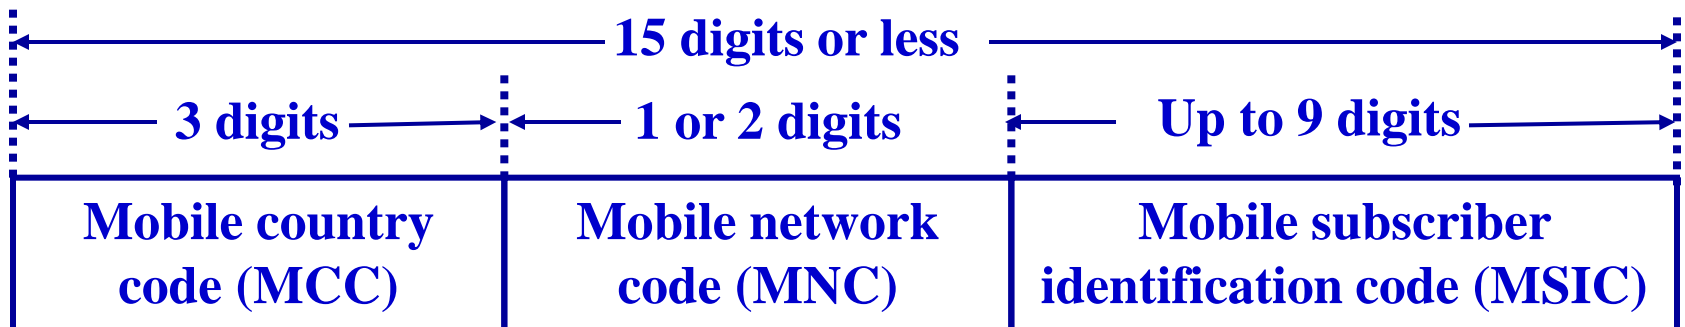 15 digits or less
3 digits
1 or 2 digits
Up to 9 digits
Mobile country
code (MCC)
Mobile network
code (MNC)
Mobile subscriber
identification code (MSIC)